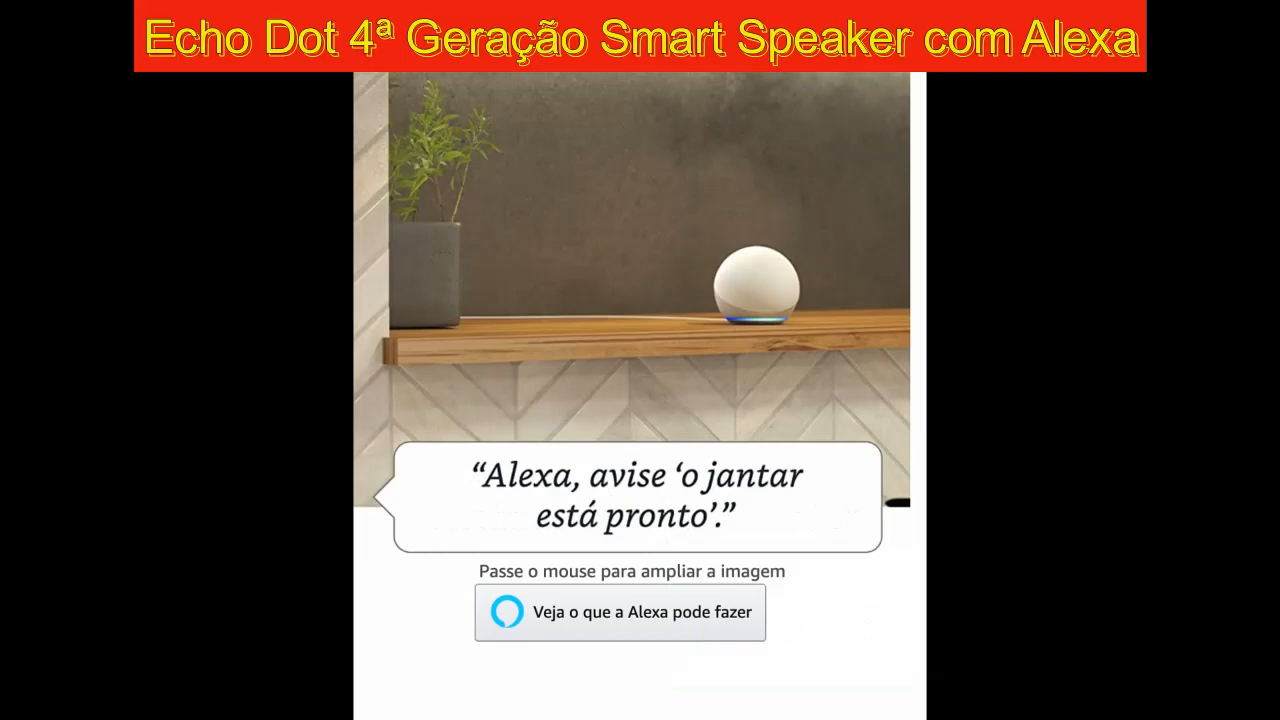 Echo Dot 4ª Geração Smart Speaker com Alexa
“Alexa, avise ‘o jantar
está pronto’.”
Passe o mouse para ampliar a imagem
Veja o que a Alexa pode fazer